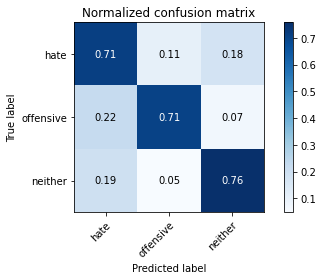 Normalized confusion matrix
True label
hate
0.71 0.11 0.18
offensive
0.22 0.71 0.07
neither
0.19 0.05 0.76
hate offensive neither
Predicted label
0.7
0.6
0.5
0.4
0.3
0.2
0.1